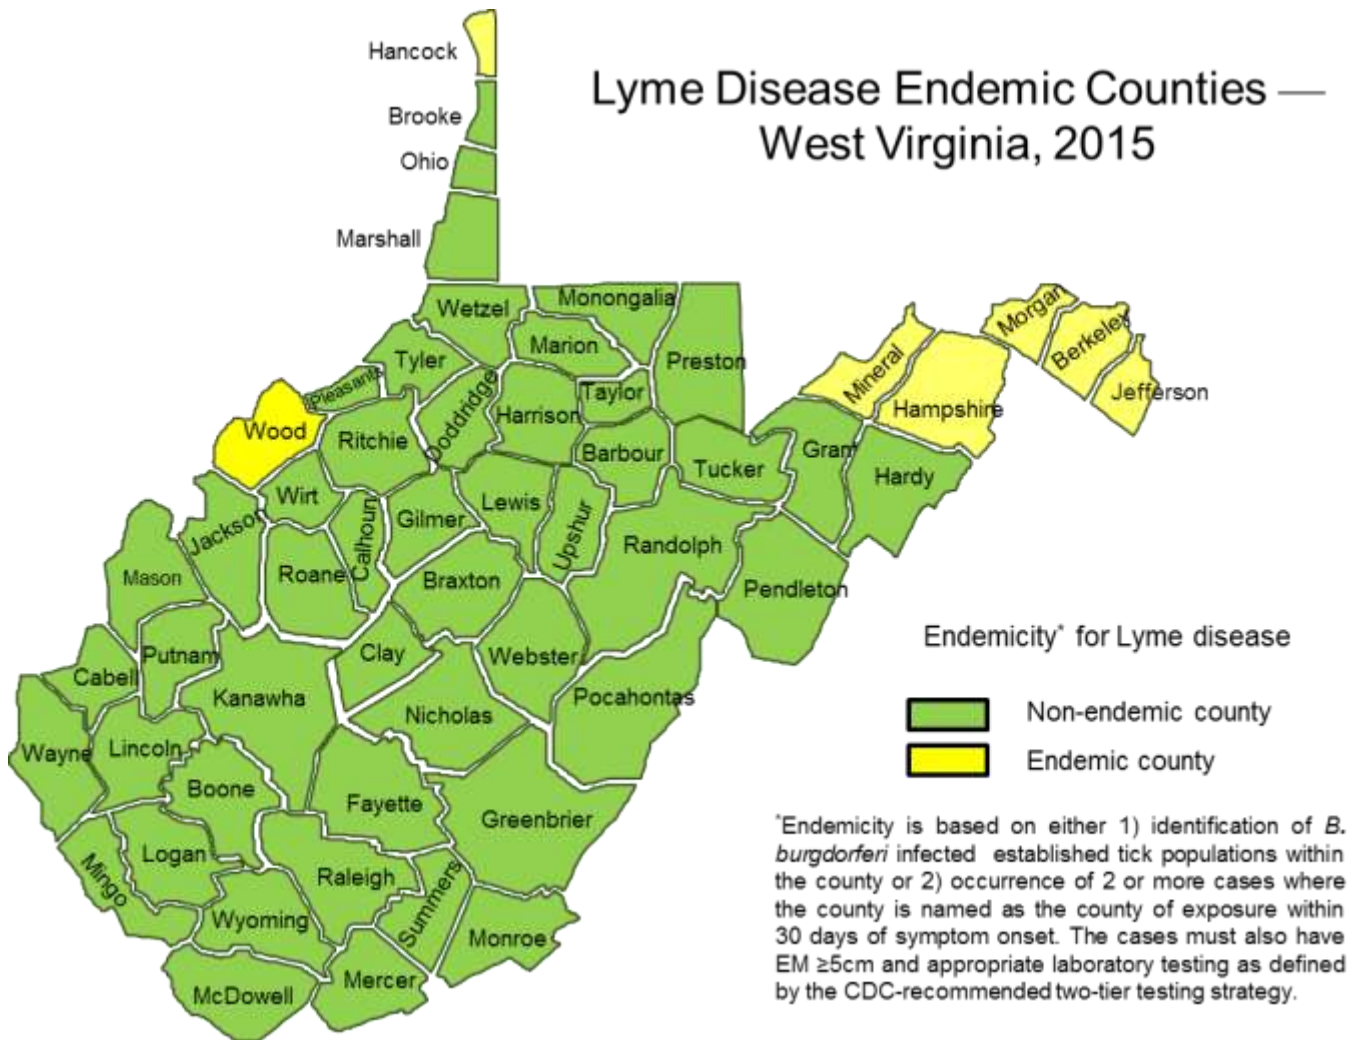 Hancock
Lyme Disease Endemic Counties —
West Virginia, 2015
Brooke
Ohio
Marshall
Wetzel
Monongalia
Morgan
Berkeley
Jefferson
Marion
Tyler
Preston
Mineral
Hampshire
Pleasants
Doddridge
Taylor
Harrison
Wood
Ritchie
Barbour
Tucker
Grant
Hardy
Wirt
Lewis
Gilmer
Calhoun
Upshur
Jackson
Randolph
Mason
Roane
Braxton
Pendleton
Endemicity* for Lyme disease
Putnam
Clay
Webster
Cabell
Kanawha
Pocahontas
Nicholas
Non-endemic county
Wayne
Lincoln
Endemic county
Boone
Fayette
Greenbrier
*Endemicity is based on either 1) identification of B.
burgdorferi infected established tick populations within
the county or 2) occurrence of 2 or more cases where
the county is named as the county of exposure within
30 days of symptom onset. The cases must also have
EM ≥5cm and appropriate laboratory testing as defined
by the CDC-recommended two-tier testing strategy.
Logan
Mingo
Raleigh
Summers
Wyoming
Monroe
Mercer
McDowell